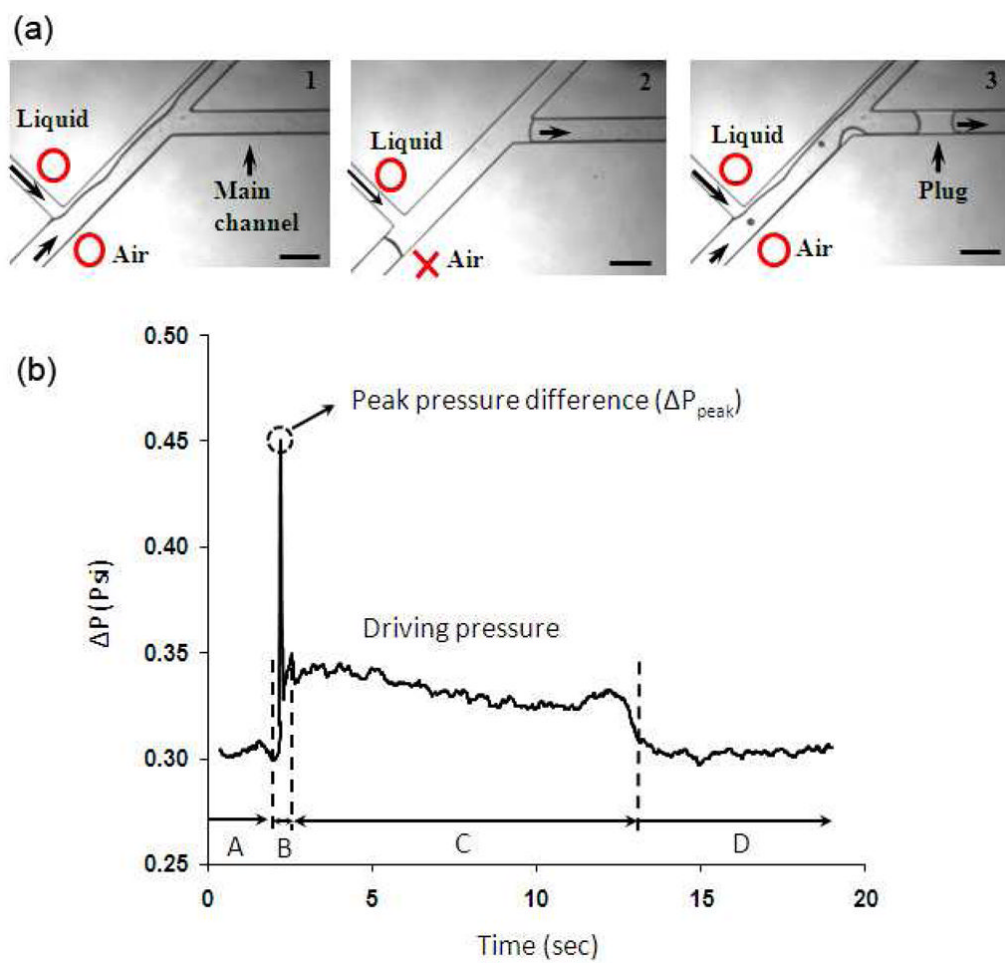 (a)
1
Liquid
Main
channel
Air
2
Liquid
Air
3
Liquid
Plug
Air
(b)
0.50
0.45
0.40
0.35
0.30
0.25
ΔP (Psi)
Peak pressure difference (ΔPpeak)
Driving pressure
A
B
C
D
0
5
10
15
20
Time (sec)